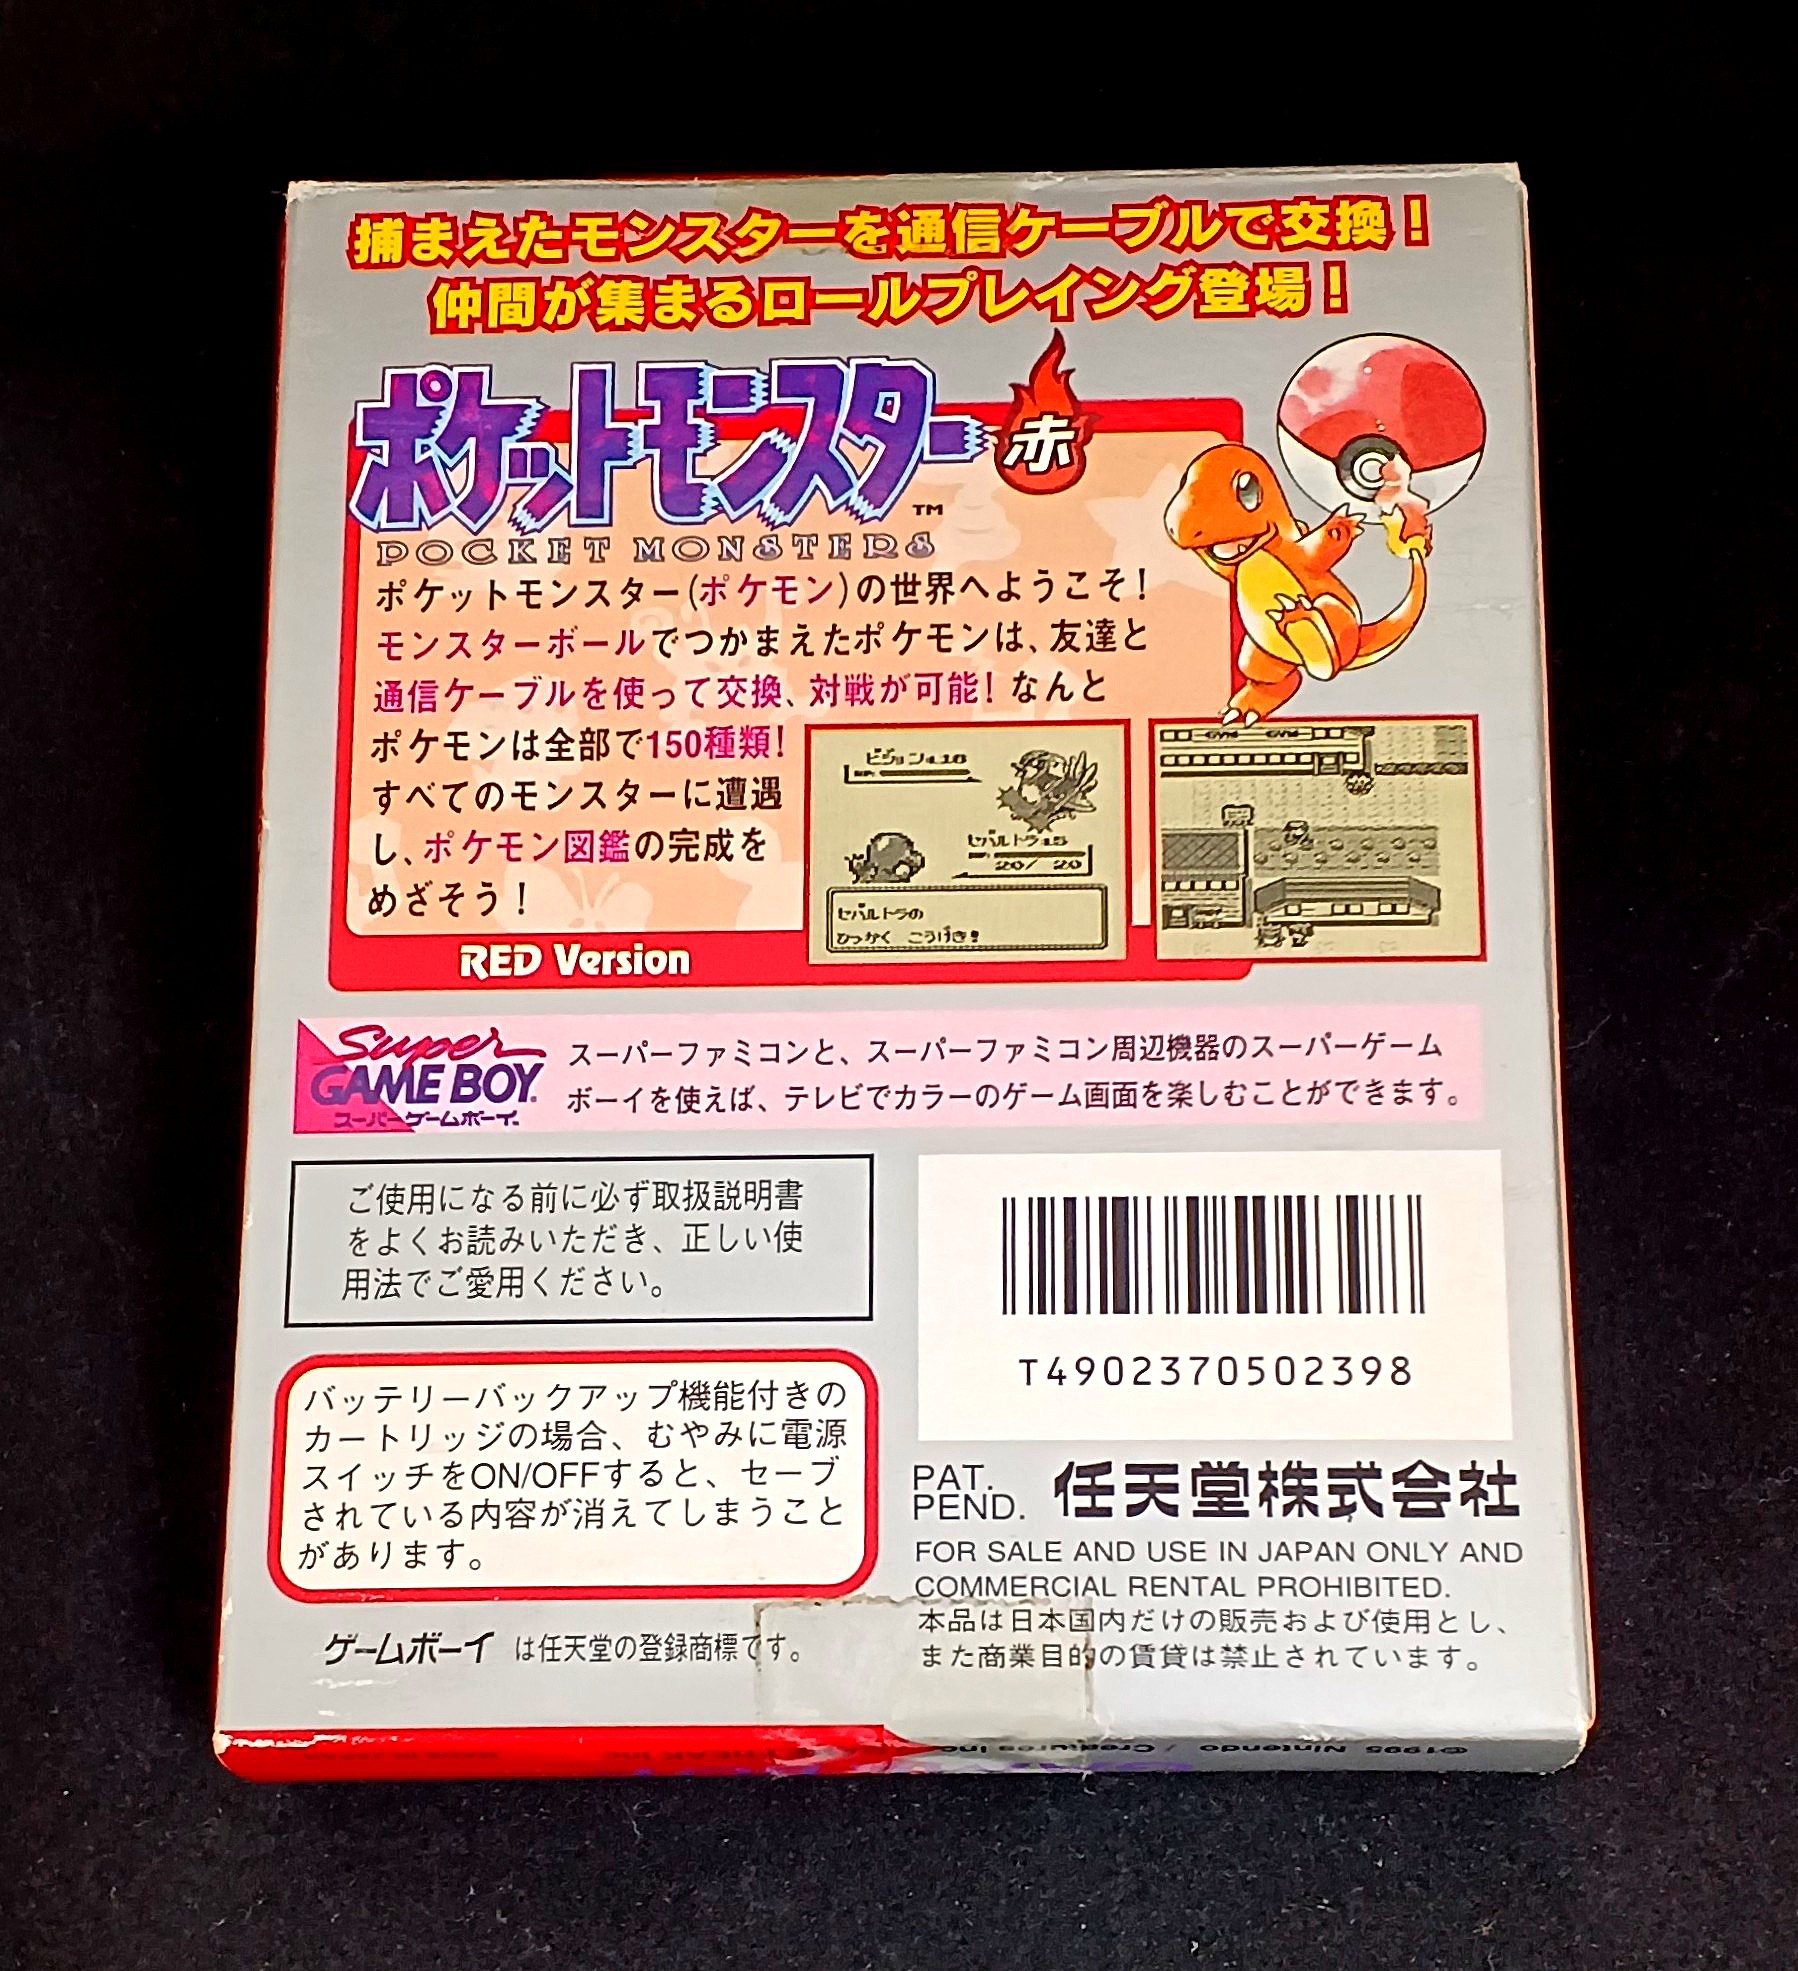 捕まえたモンスターを通信ケーブルで交換！
仲間が集まるロールプレイング登場！
ポケットモンスター 赤
TM
POCKET MONSTERS
ポケットモンスター(ポケモン)の世界へようこそ!
モンスターボールでつかまえたポケモンは、友達と
通信ケーブルを使って交換、対戦が可能! なんと
ポケモンは全部で150種類!
すべてのモンスターに遭遇
し、ポケモン図鑑の完成を
めざそう!
RED Version
ピジョン
HP:
20/ 20
ひっかく こうげき!
GYM GYM
Super
GAME BOY.
スーパーゲームボーイ.
スーパーファミコンと、スーパーファミコン周辺機器のスーパーゲーム
ボーイを使えば、テレビでカラーのゲーム画面を楽しむことができます。
ご使用になる前に必ず取扱説明書
をよくお読みいただき、正しい使
用法でご愛用ください。
T4902370502398
バッテリーバックアップ機能付きの
カートリッジの場合、むやみに電源
スイッチをON/OFFすると、セーブ
されている内容が消えてしまうこと
があります。
PAT.
PEND.
任天堂株式会社
FOR SALE AND USE IN JAPAN ONLY AND
COMMERCIAL RENTAL PROHIBITED.
本品は日本国内だけの販売および使用とし、
また商業目的の賃貸は禁止されています。
ゲームボーイ は任天堂の登録商標です。
©1995 Nintendo / Creatures inc.